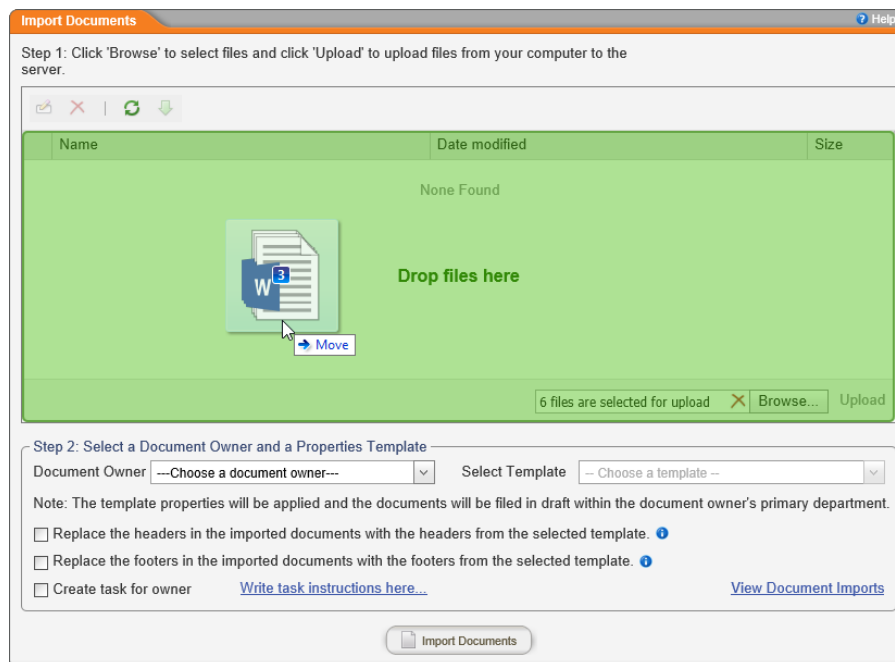 Import Documents
Help
Step 1: Click 'Browse' to select files and click 'Upload' to upload files from your computer to the
server.
Name Date modified Size
None Found
W 3
Drop files here
Move
6 files are selected for upload Browse... Upload
Step 2: Select a Document Owner and a Properties Template
Document Owner ---Choose a document owner--- Select Template -- Choose a template --
Note: The template properties will be applied and the documents will be filed in draft within the document owner's primary department.
Replace the headers in the imported documents with the headers from the selected template.
Replace the footers in the imported documents with the footers from the selected template.
Create task for owner Write task instructions here... View Document Imports
Import Documents